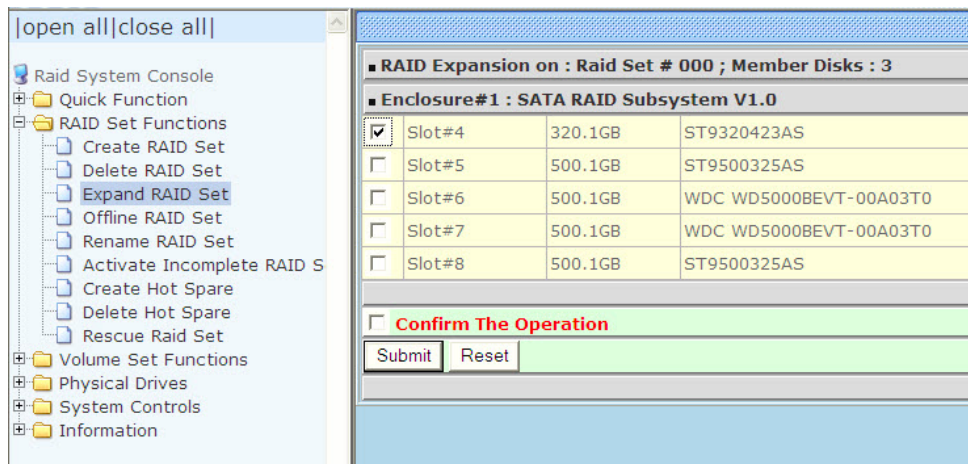 |open all|close all|
Raid System Console
Quick Function
RAID Set Functions
Create RAID Set
Delete RAID Set
Expand RAID Set
Offline RAID Set
Rename RAID Set
Activate Incomplete RAID S
Create Hot Spare
Delete Hot Spare
Rescue Raid Set
Volume Set Functions
Physical Drives
System Controls
Information
RAID Expansion on : Raid Set # 000 ; Member Disks : 3
Enclosure#1 : SATA RAID Subsystem V1.0
Slot#4 320.1GB ST9320423AS
Slot#5 500.1GB ST9500325AS
Slot#6 500.1GB WDC WD5000BEVT-00A03T0
Slot#7 500.1GB WDC WD5000BEVT-00A03T0
Slot#8 500.1GB ST9500325AS
Confirm The Operation
Submit Reset